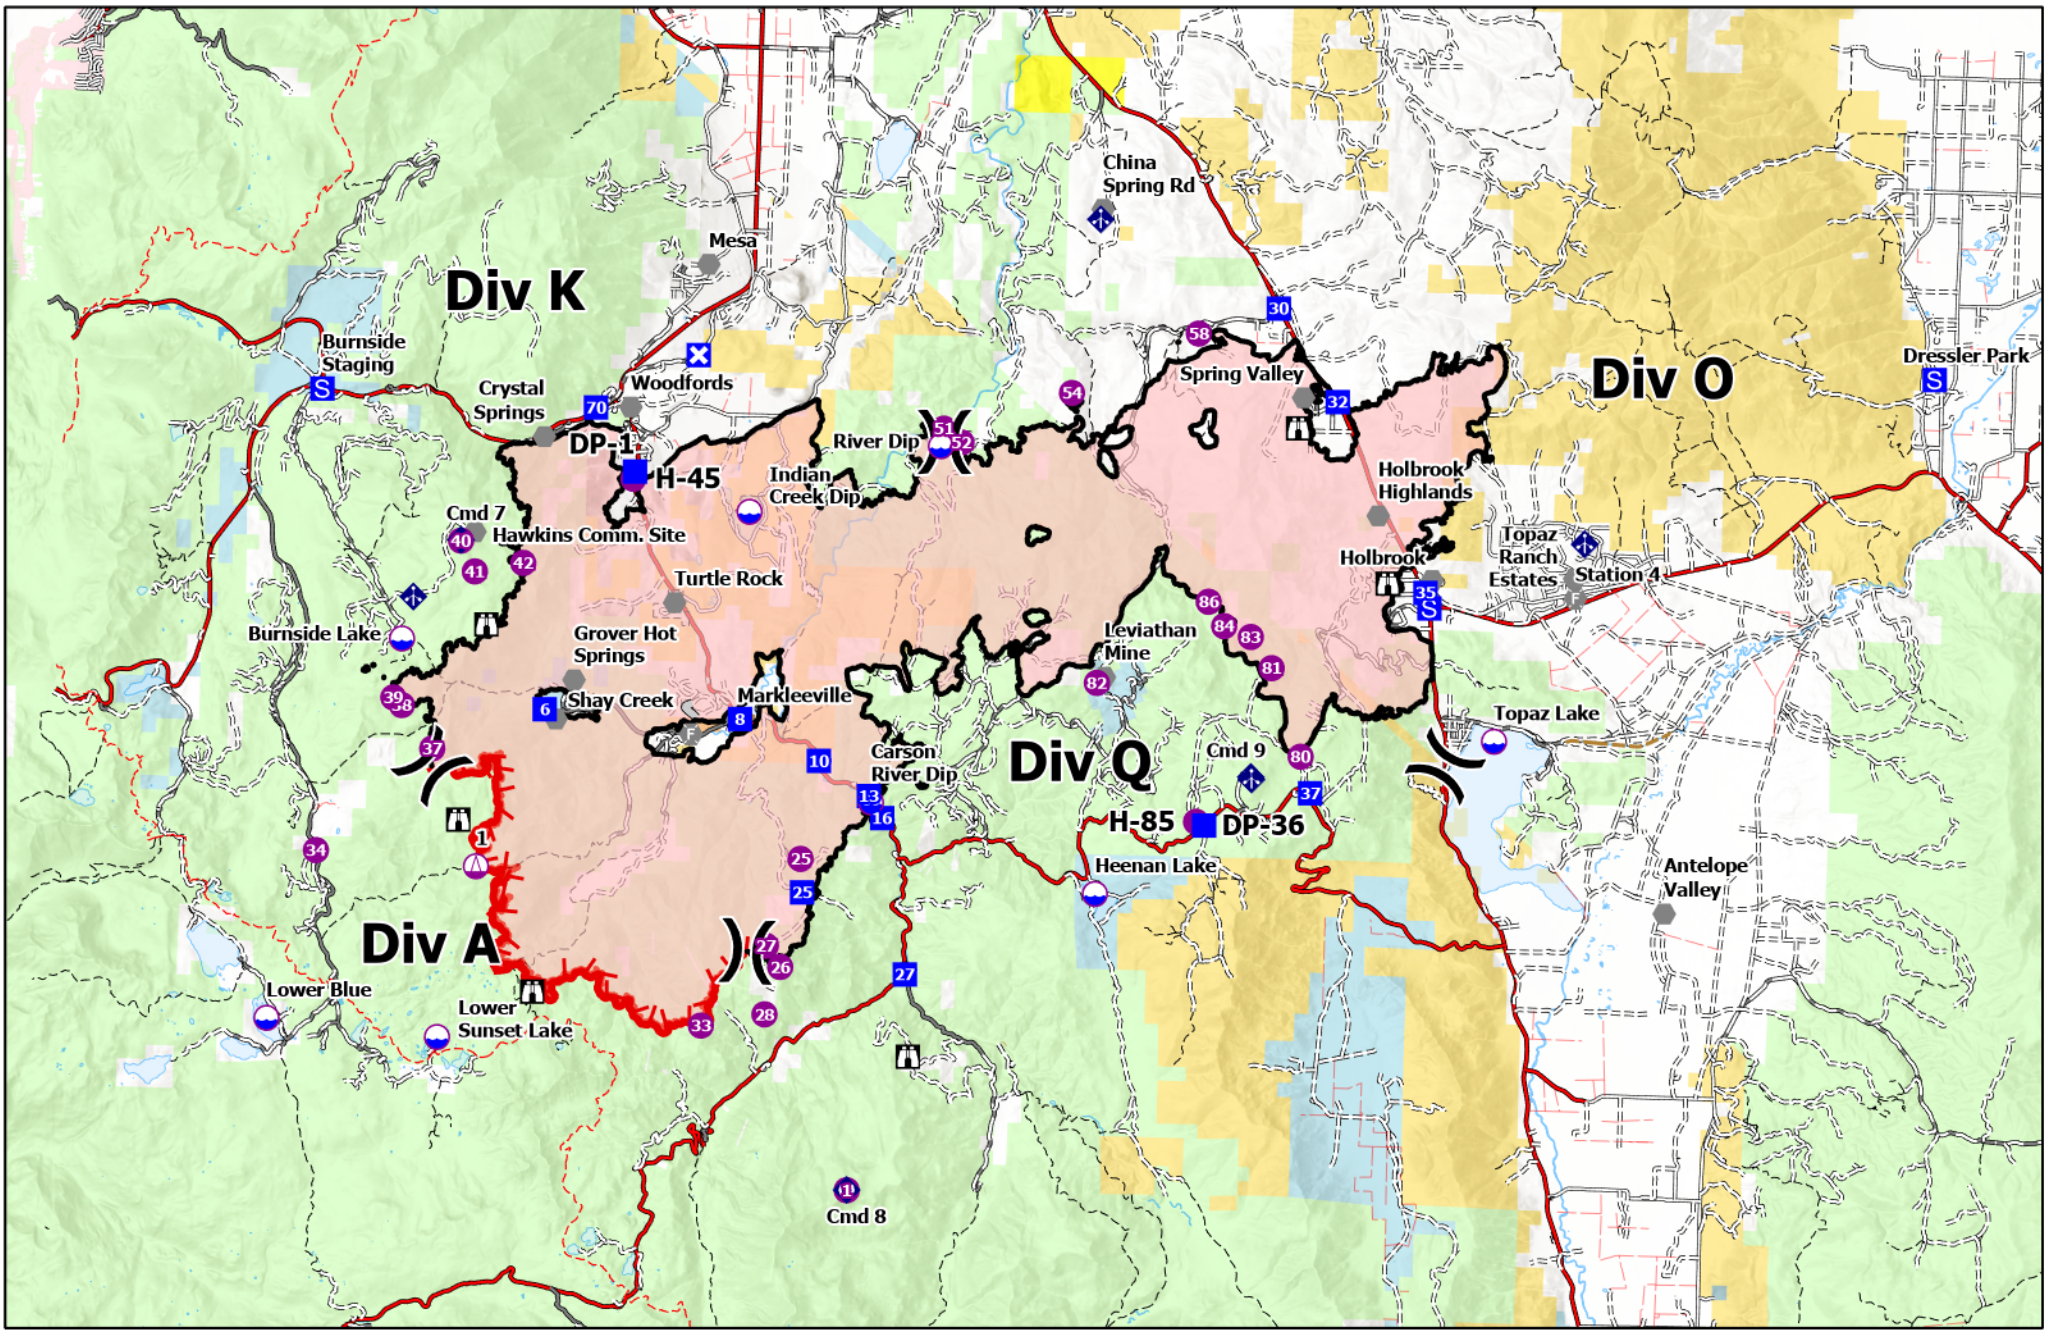 China
Spring Rd
Mesa
Div K
30
Burnside
Staging
S
58
Dressler Park
S
Div O
Crystal
Springs
70
Woodfords
Spring Valley
54
32
DP-1
H-45
River Dip
51
52
Indian
Creek Dip
Holbrook
Highlands
Cmd 7
40
Hawkins Comm. Site
41
42
Topaz
Ranch
Estates
Station 4
F
Holbrook
35
S
Turtle Rock
Burnside Lake
Grover Hot
Springs
86
84
83
81
Leviathan
Mine
82
39
38
6
Shay Creek
Markleeville
8
F
Topaz Lake
37
10
Carson
River Dip
13
16
Div Q
Cmd 9
80
37
H-85
DP-36
1
34
25
25
Heenan Lake
Antelope
Valley
Div A
27
26
27
Lower Blue
Lower
Sunset Lake
33
28
1
Cmd 8